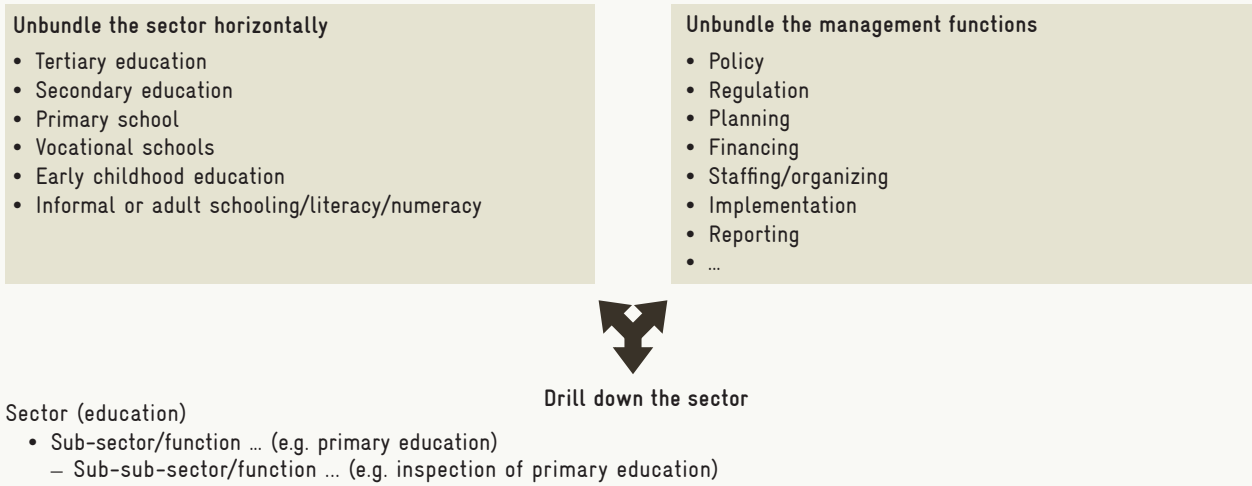 Unbundle the sector horizontally
• Tertiary education
• Secondary education
• Primary school
• Vocational schools
• Early childhood education
• Informal or adult schooling/literacy/numeracy
Unbundle the management functions
• Policy
• Regulation
• Planning
• Financing
• Staffing/organizing
• Implementation
• Reporting
• ...
Drill down the sector
Sector (education)
• Sub-sector/function ... (e.g. primary education)
– Sub-sub-sector/function ... (e.g. inspection of primary education)